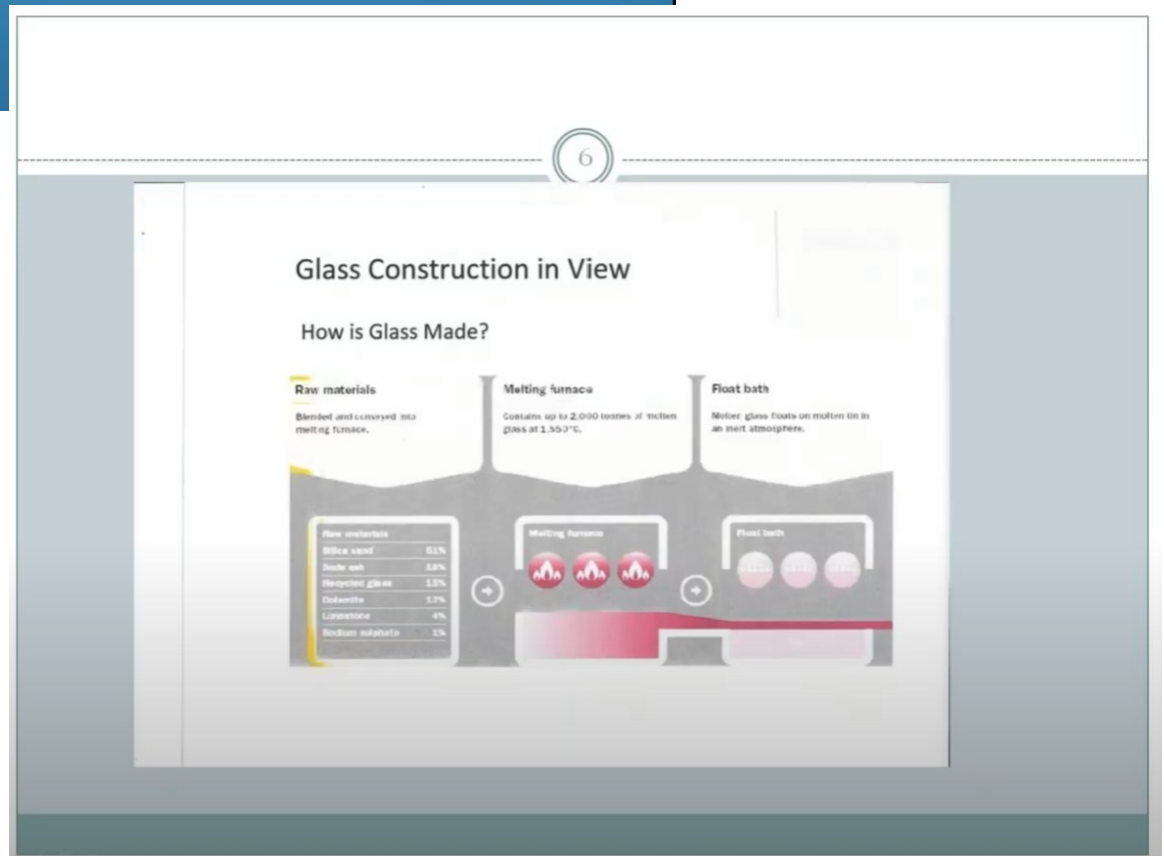 6
Glass Construction in View
How is Glass Made?
Raw materials
Blended and conveyed into
melting furnace.
Melting furnace
Contains up to 2,000 tonnes of molten
glass at 1,550°C.
Float bath
Molten glass floats on molten tin in
an inert atmosphere.
Raw materials
Silica sand
Soda ash
Recycled glass
Dolomite
Limestone 4%
Sodium sulphate 1%
Melting furnace
Float bath